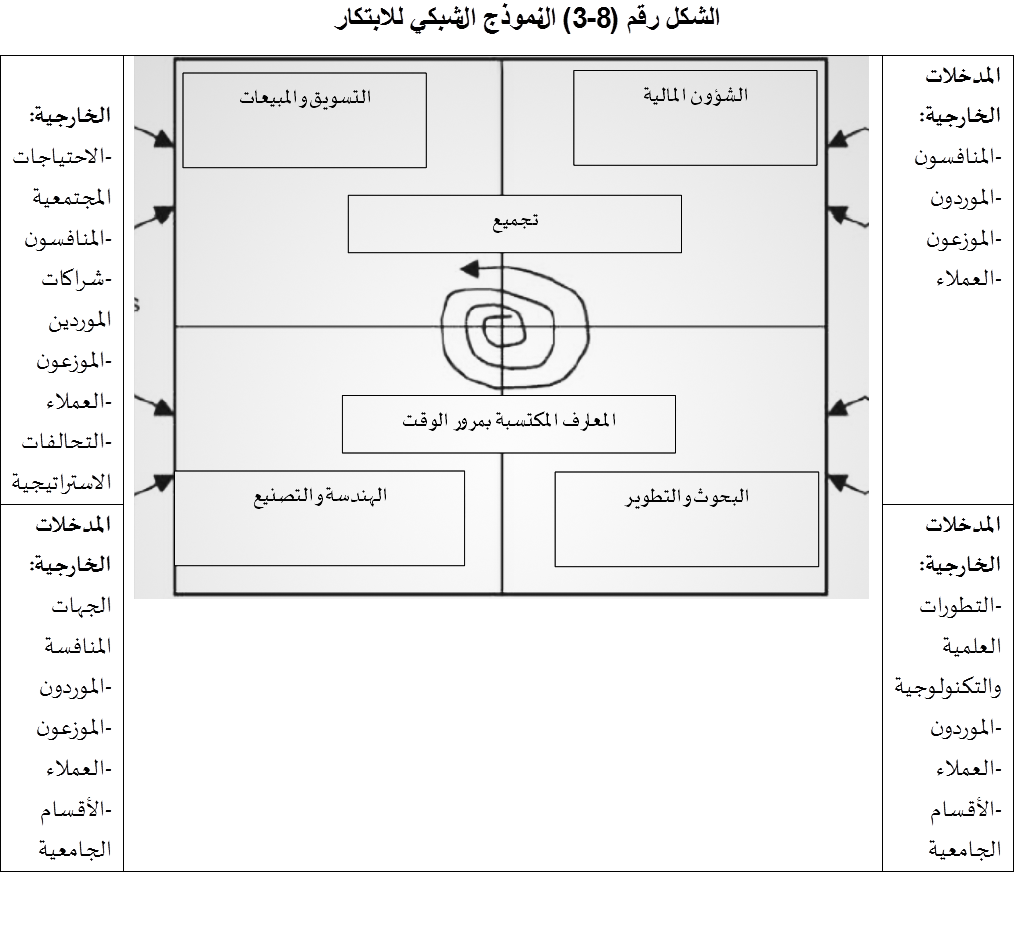 الشكل رقم (8-3) النموذج الشبكي للابتكار
المدخلات
الخارجية:
-المنافسون
-الموردون
-الموزعون
-العملاء
الشؤون المالية
التسويق والمبيعات
تجميع
المعارف المكتسبة بمرور الوقت
البحوث والتطوير
الهندسة والتصنيع
s
الخارجية:
-الاحتياجات
المجتمعية
-المنافسون
-شراكات
الموردين
-الموزعون
-العملاء
-التحالفات
الاستراتيجية
المدخلات
الخارجية:
-التطورات
العلمية
والتكنولوجية
-الموردون
-العملاء
-الأقسام
الجامعية
المدخلات
الخارجية:
الجهات
المنافسة
-الموردون
-الموزعون
-العملاء
-الأقسام
الجامعية